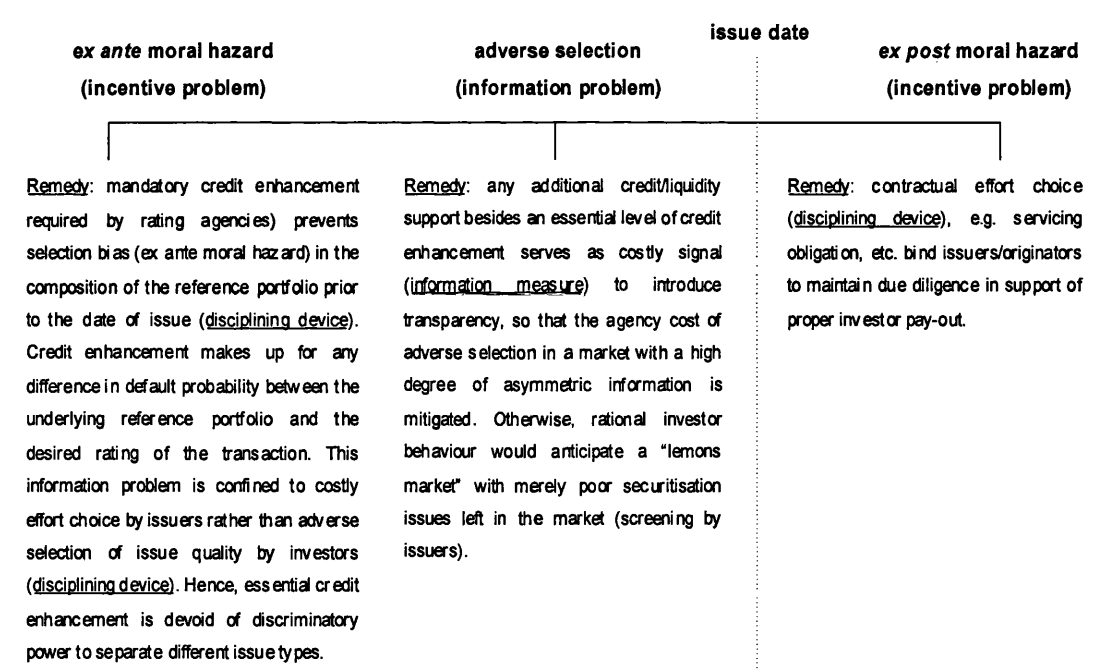 issue date
ex ante moral hazard
(incentive problem)
adverse selection
(information problem)
ex post moral hazard
(incentive problem)
Remedy: mandatory credit enhancement
required by rating agencies) prevents
selection bias (ex ante moral hazard) in the
composition of the reference portfolio prior
to the date of issue (disciplining device).
Credit enhancement makes up for any
difference in default probability between the
underlying reference portfolio and the
desired rating of the transaction. This
information problem is confined to costly
effort choice by issuers rather than adverse
selection of issue quality by investors
(disciplining device). Hence, essential credit
enhancement is devoid of discriminatory
power to separate different issue types.
Remedy: any additional credit/liquidity
support besides an essential level of credit
enhancement serves as costly signal
(information measure) to introduce
transparency, so that the agency cost of
adverse selection in a market with a high
degree of asymmetric information is
mitigated. Otherwise, rational investor
behaviour would anticipate a “lemons
market” with merely poor securitisation
issues left in the market (screening by
issuers).
Remedy: contractual effort choice
(disciplining device), e.g. servicing
obligation, etc. bind issuers/originators
to maintain due diligence in support of
proper investor pay-out.